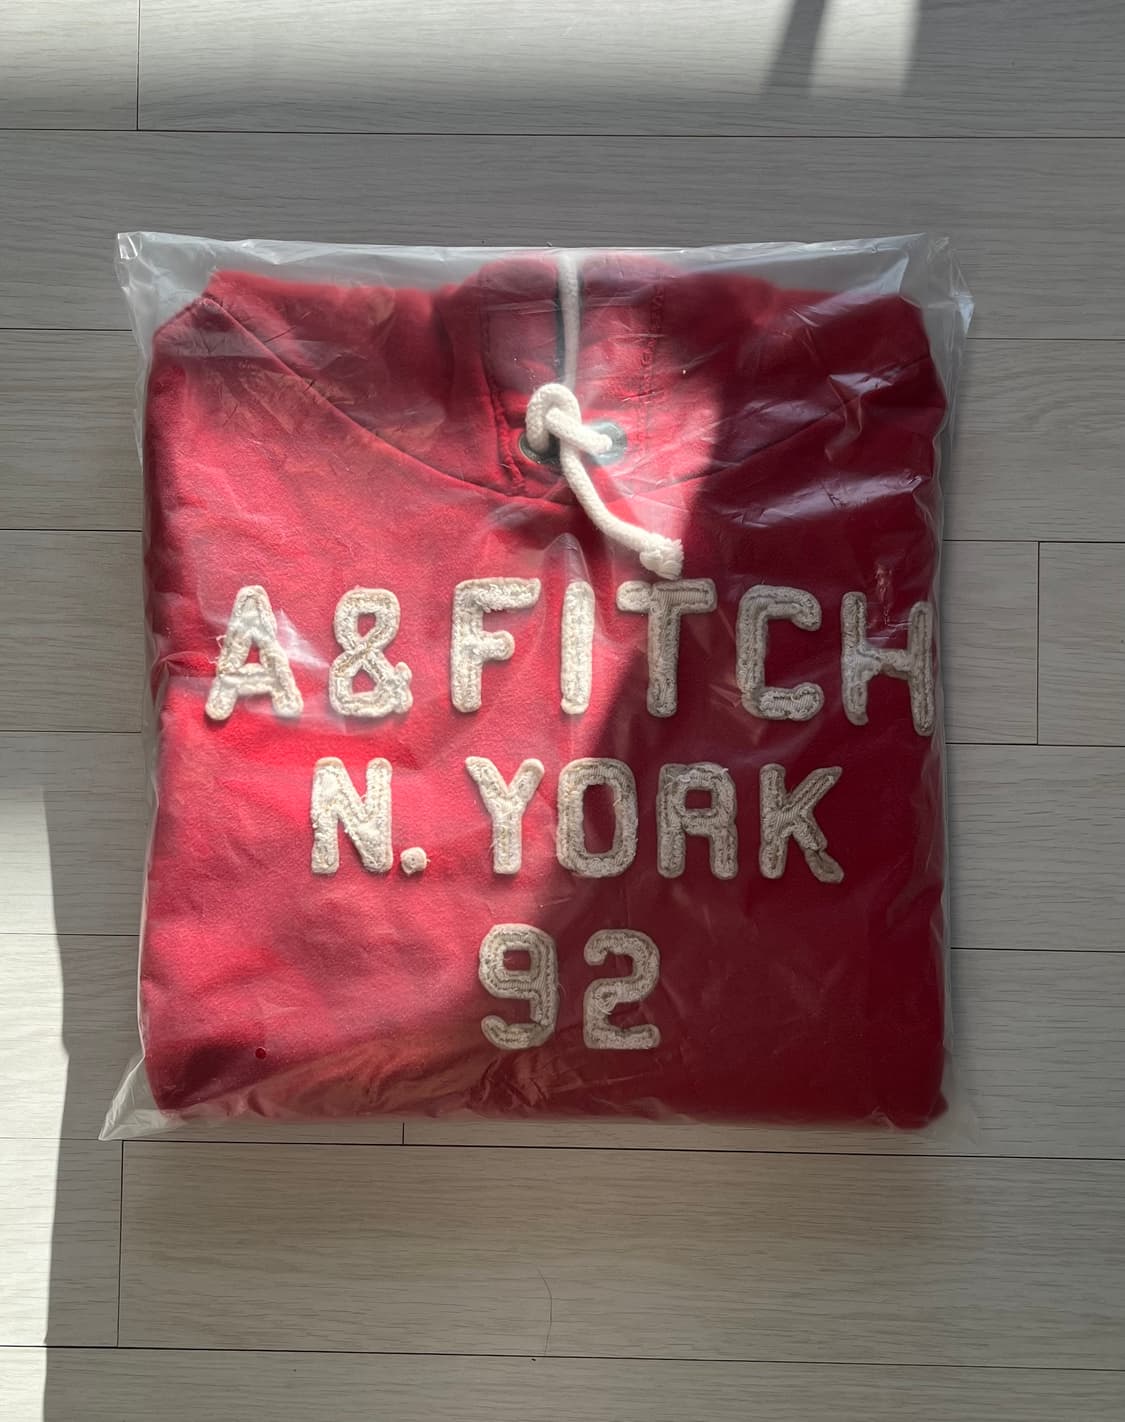 A&FITCH
N. YORK
92